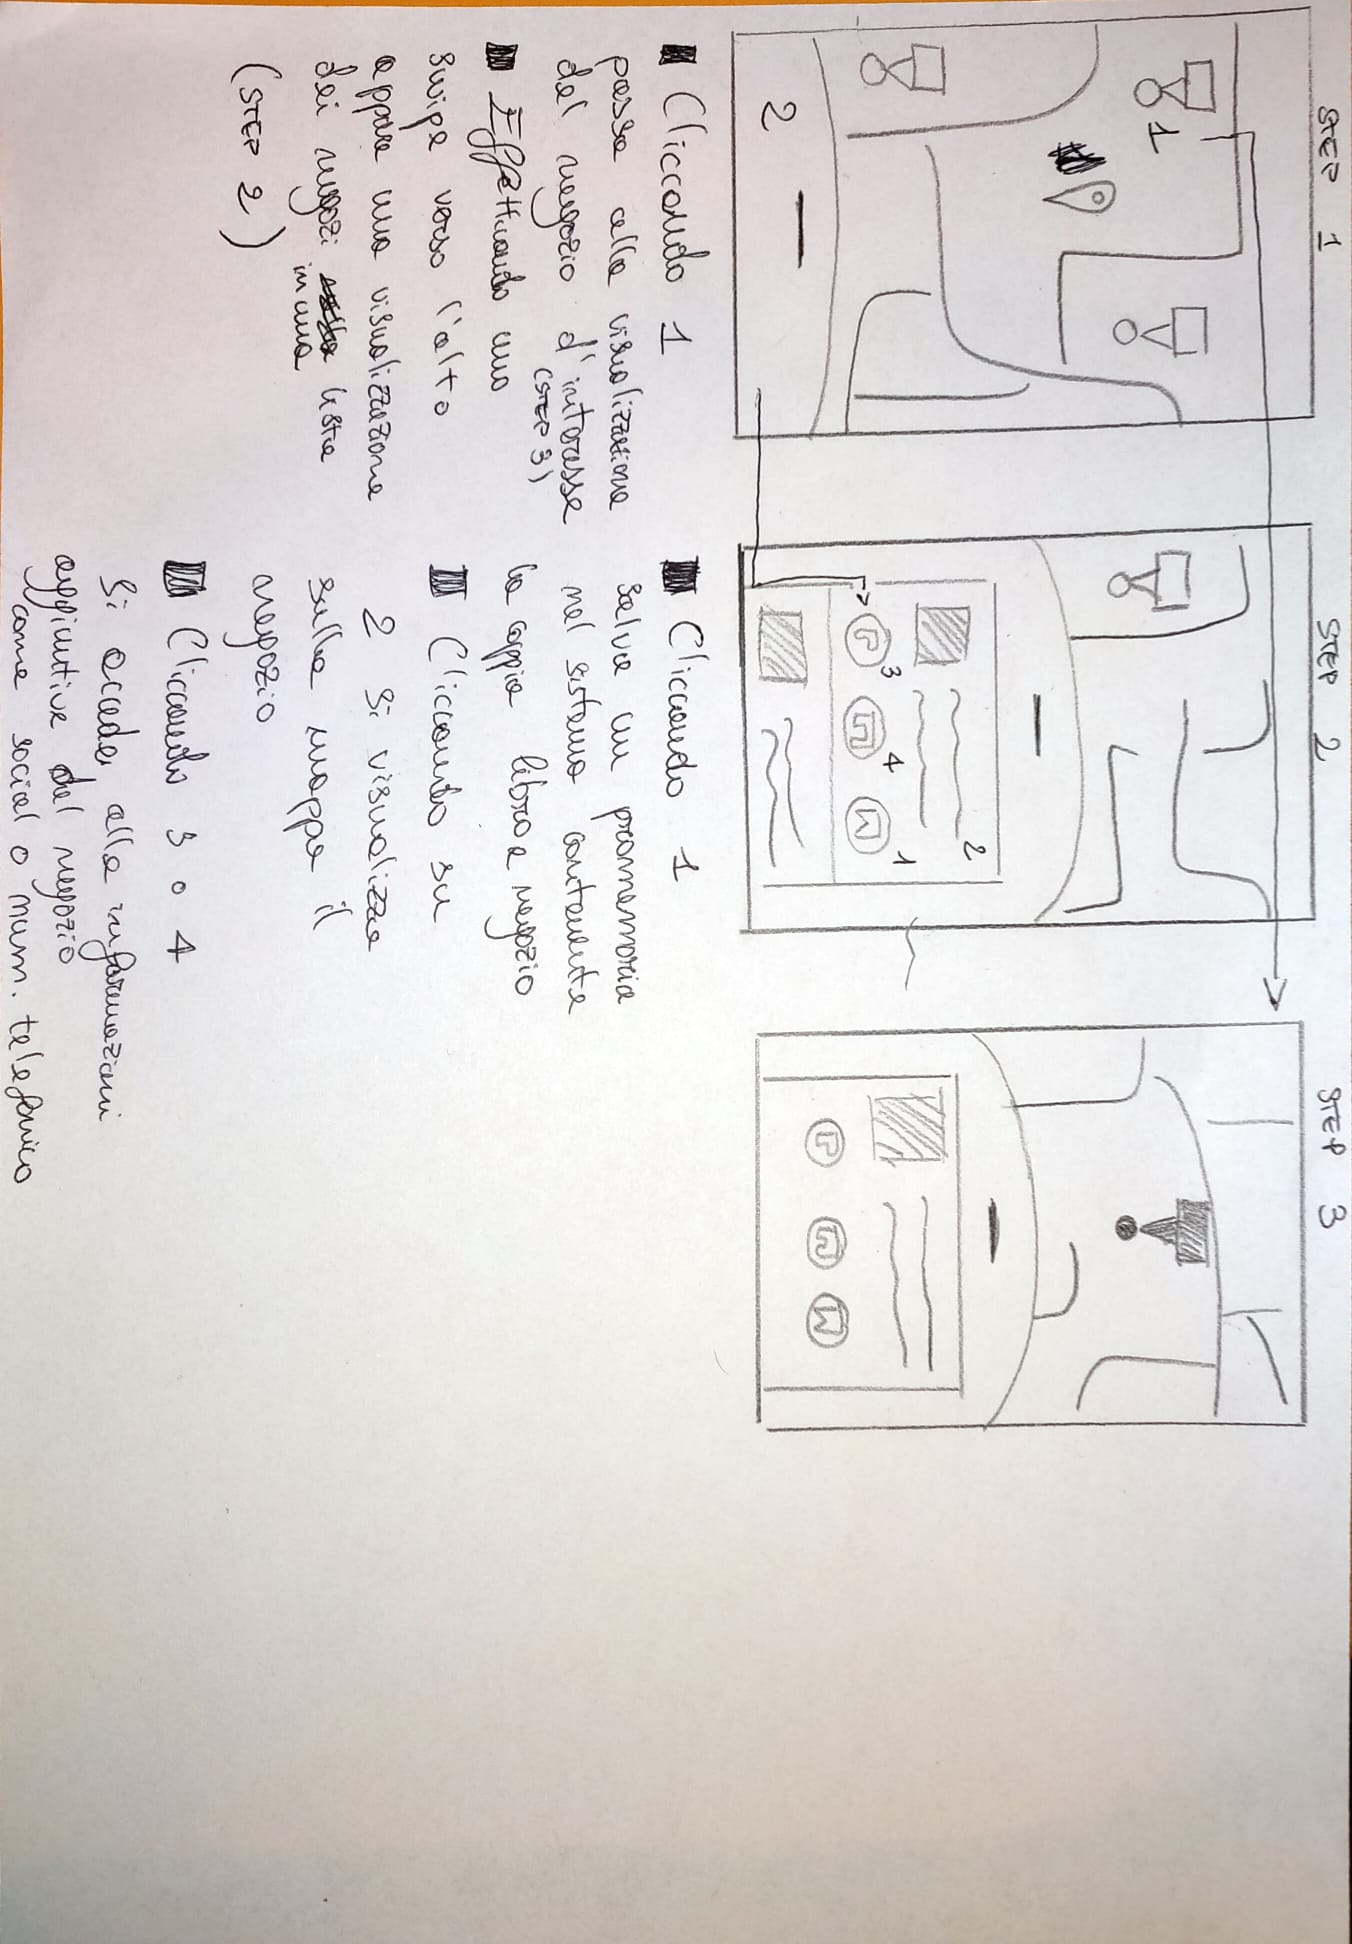 STEP 1
STEP 2
STEP 3
1
2
2
3
4
1
Cliccando 1
passa alla visualizzazione
del negozio d'interesse
(STEP 3)
Effettuando una
swipe verso l'alto
appare una visualizzazione
dei negozi in una lista
(STEP 2)
Cliccando 1
salva un promemoria
nel sistema contenente
la coppia libro e negozio
Cliccando su
2 si visualizza
sulla mappa il
negozio
Cliccando 3 o 4
si accede alle informazioni
aggiuntive del negozio
come social o num. telefonico